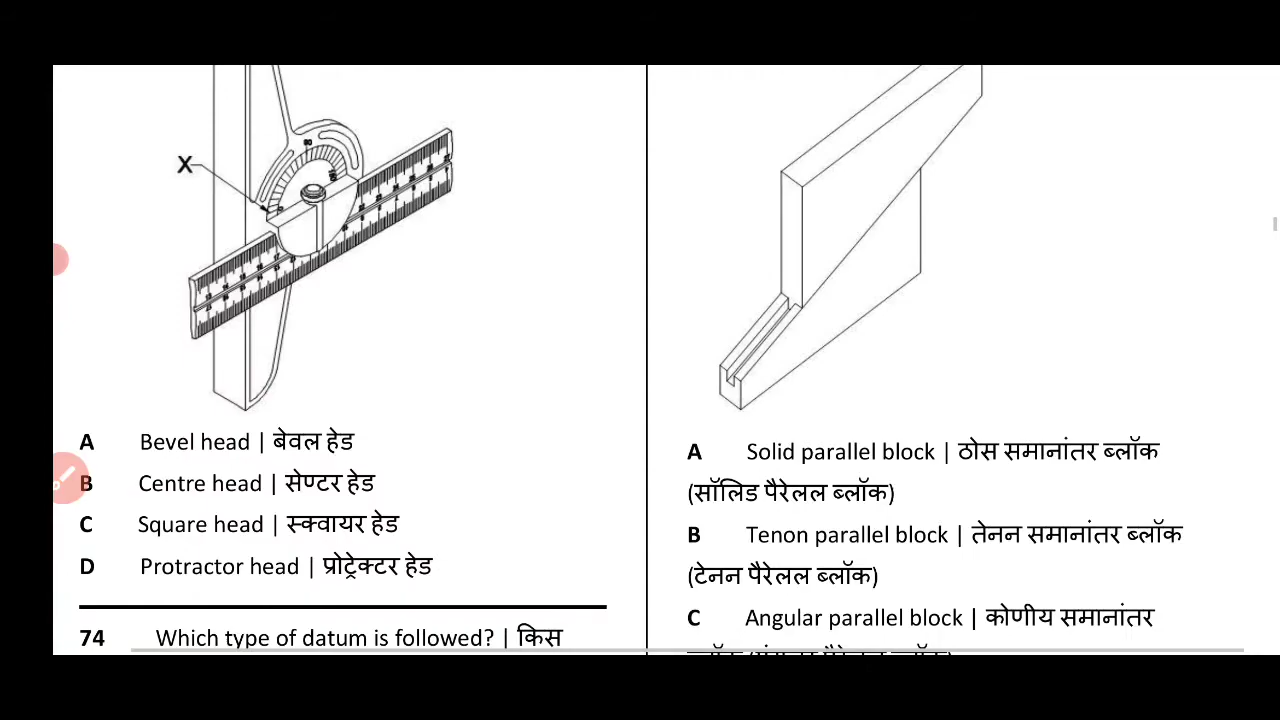 X
A Bevel head | बेवल हेड
B Centre head | सेण्टर हेड
C Square head | स्क्वायर हेड
D Protractor head | प्रोट्रेक्टर हेड
74 Which type of datum is followed? | किस
A Solid parallel block | ठोस समानांतर ब्लॉक
(सॉलिड पैरेलल ब्लॉक)
B Tenon parallel block | तेनन समानांतर ब्लॉक
(टेनन पैरेलल ब्लॉक)
C Angular parallel block | कोणीय समानांतर